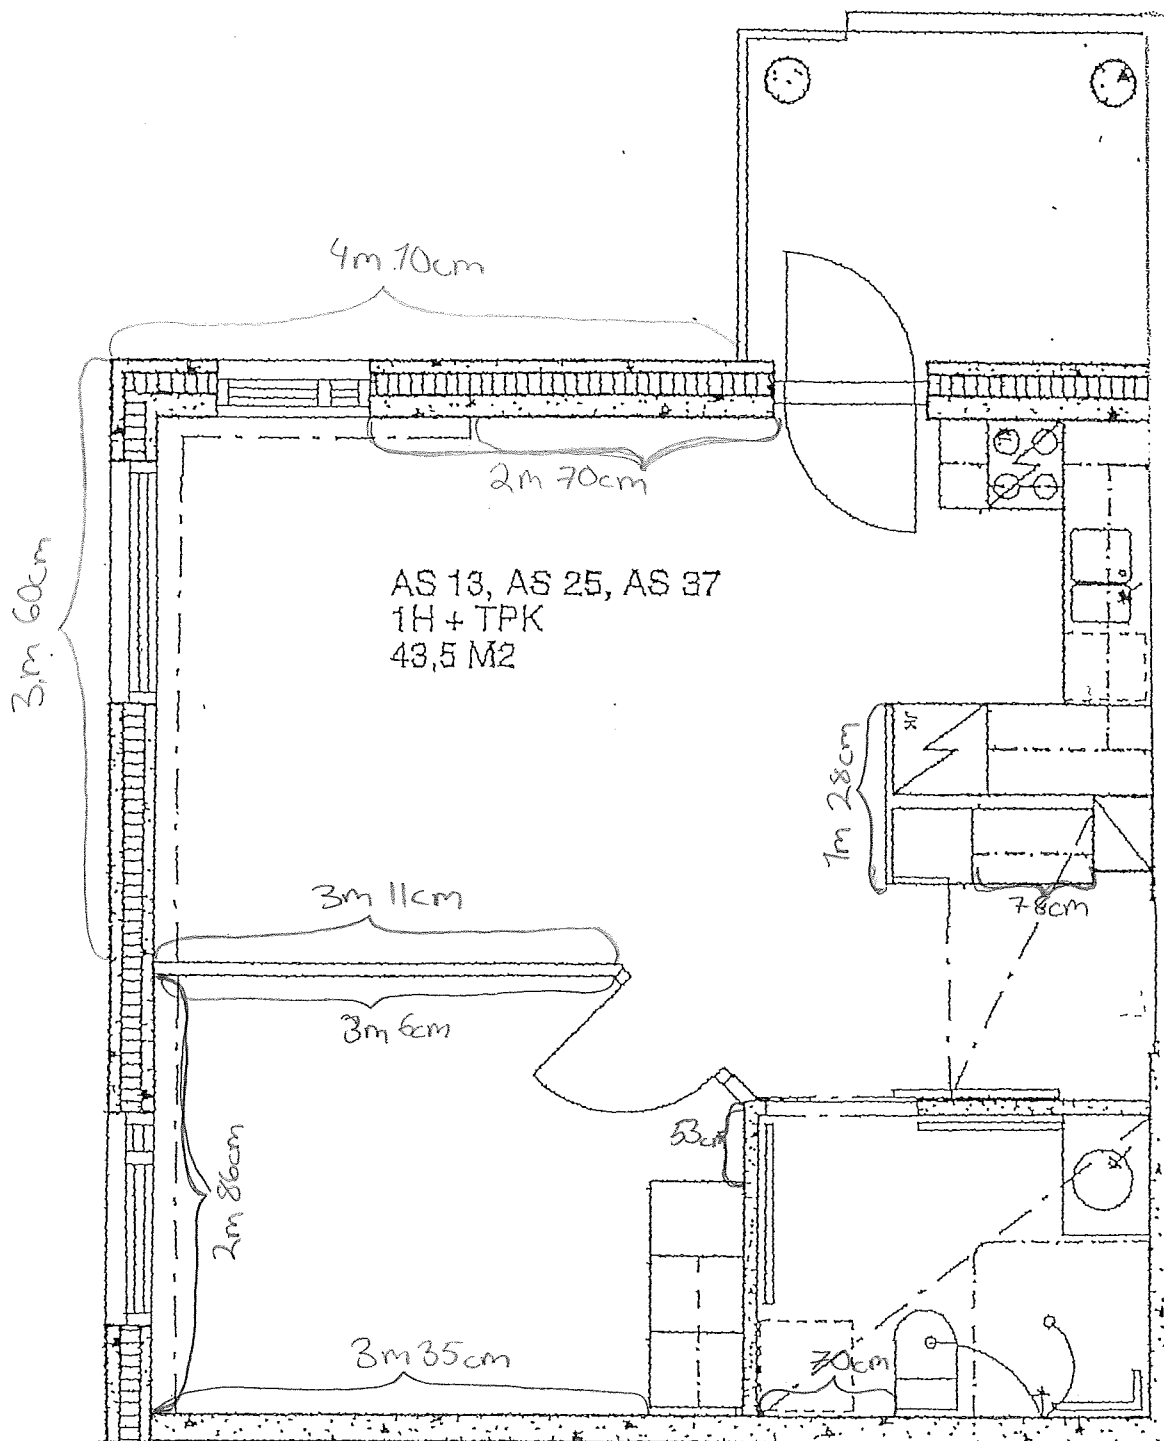 4m 10cm
2m 70cm
3m 60cm
AS 13, AS 25, AS 37
1H + TPK
43,5 M2
JK
1m 28cm
78cm
3m 11cm
3m 6cm
53cm
2m 86cm
3m 35cm
70cm